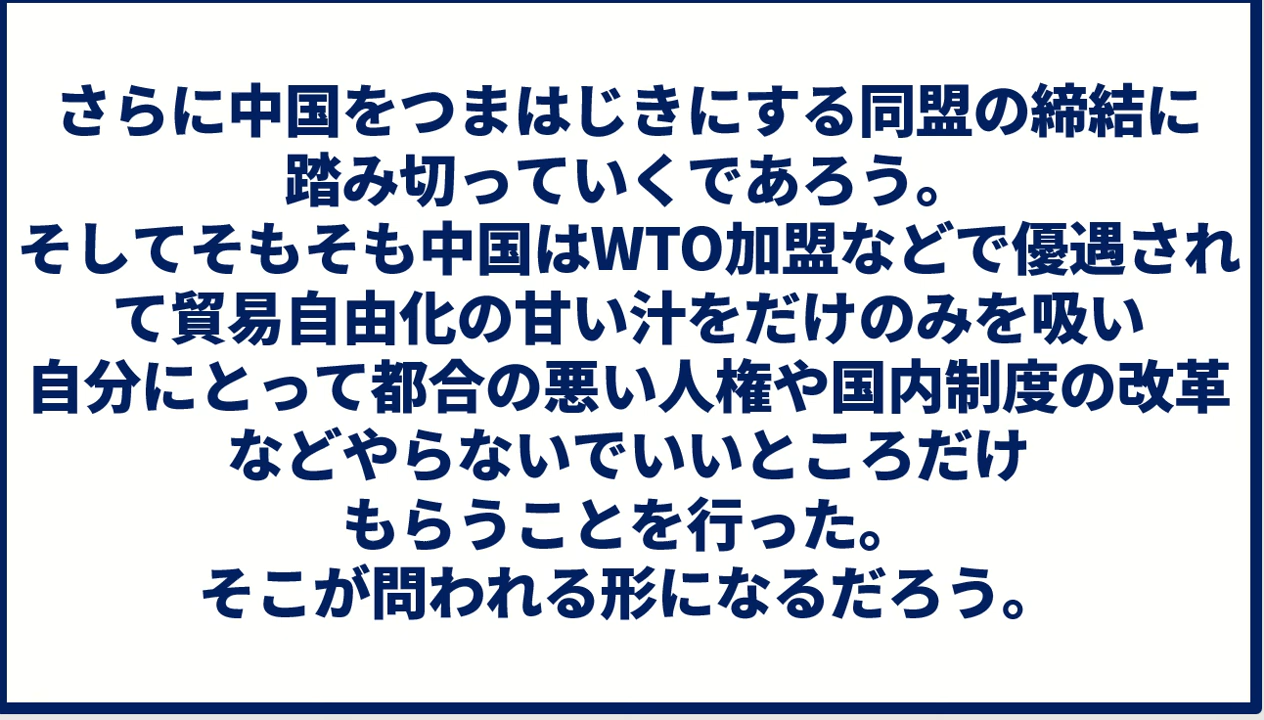 さらに中国をつまはじきにする同盟の締結に
踏み切っていくであろう。
そしてそもそも中国はWTO加盟などで優遇され
て貿易自由化の甘い汁をだけのみを吸い
自分にとって都合の悪い人権や国内制度の改革
などやらないでいいところだけ
もらうことを行った。
そこが問われる形になるだろう。